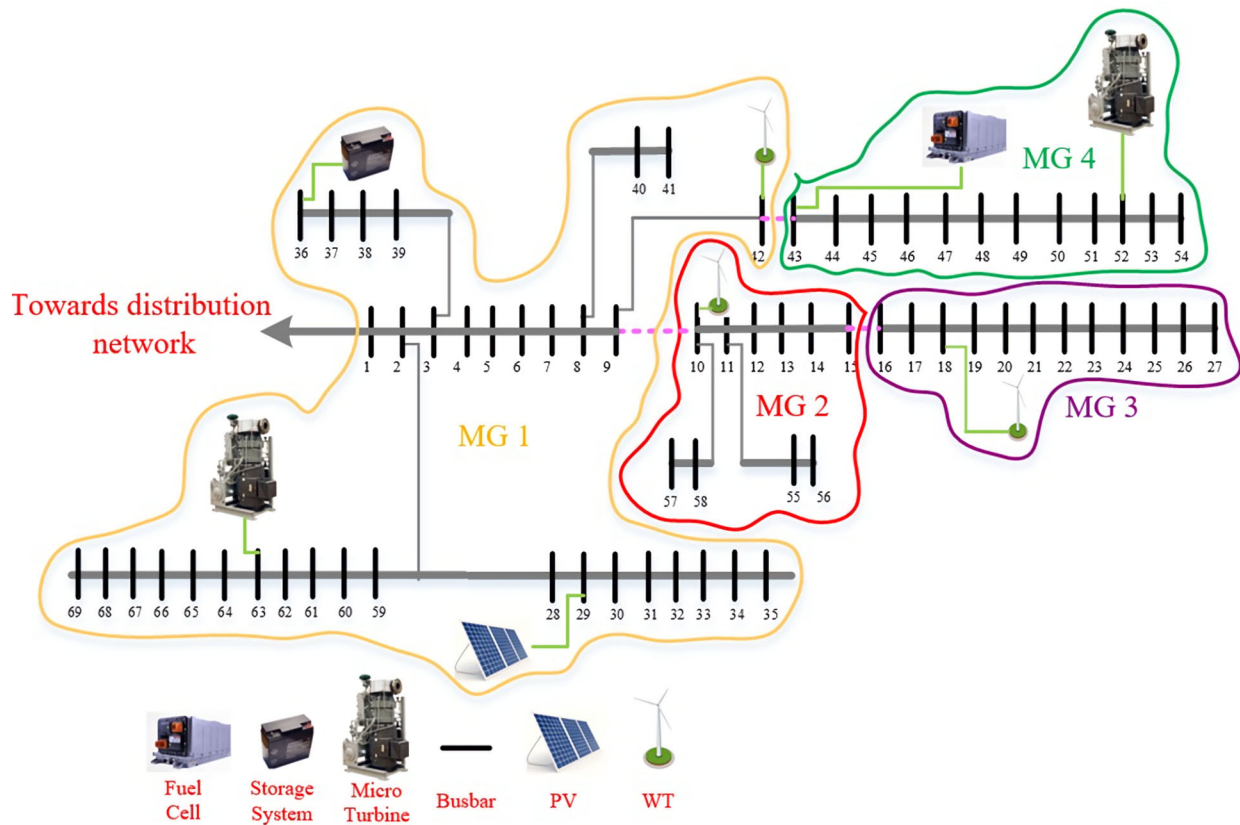 MG 4
40 41
36 37 38 39
42 43 44 45 46 47 48 49 50 51 52 53 54
Towards distribution
network
1 2 3 4 5 6 7 8 9 10 11 12 13 14 15 16 17 18 19 20 21 22 23 24 25 26 27
MG 1
MG 2
MG 3
57 58 55 56
69 68 67 66 65 64 63 62 61 60 59 28 29 30 31 32 33 34 35
Fuel
Cell
Storage
System
Micro
Turbine
Busbar
PV
WT